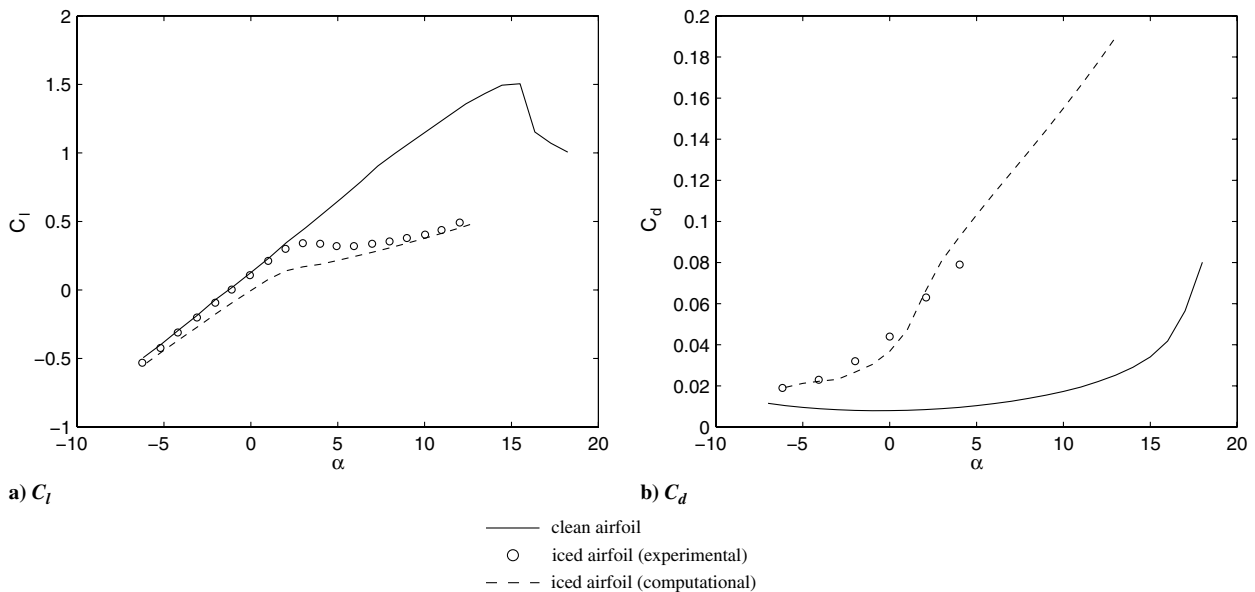 2
1.5
1
0.5
0
−0.5
−1
C_l
−10 −5 0 5 10 15 20
α
a) C_l
0.2
0.18
0.16
0.14
0.12
0.1
0.08
0.06
0.04
0.02
0
C_d
−10 −5 0 5 10 15 20
α
b) C_d
clean airfoil
iced airfoil (experimental)
iced airfoil (computational)